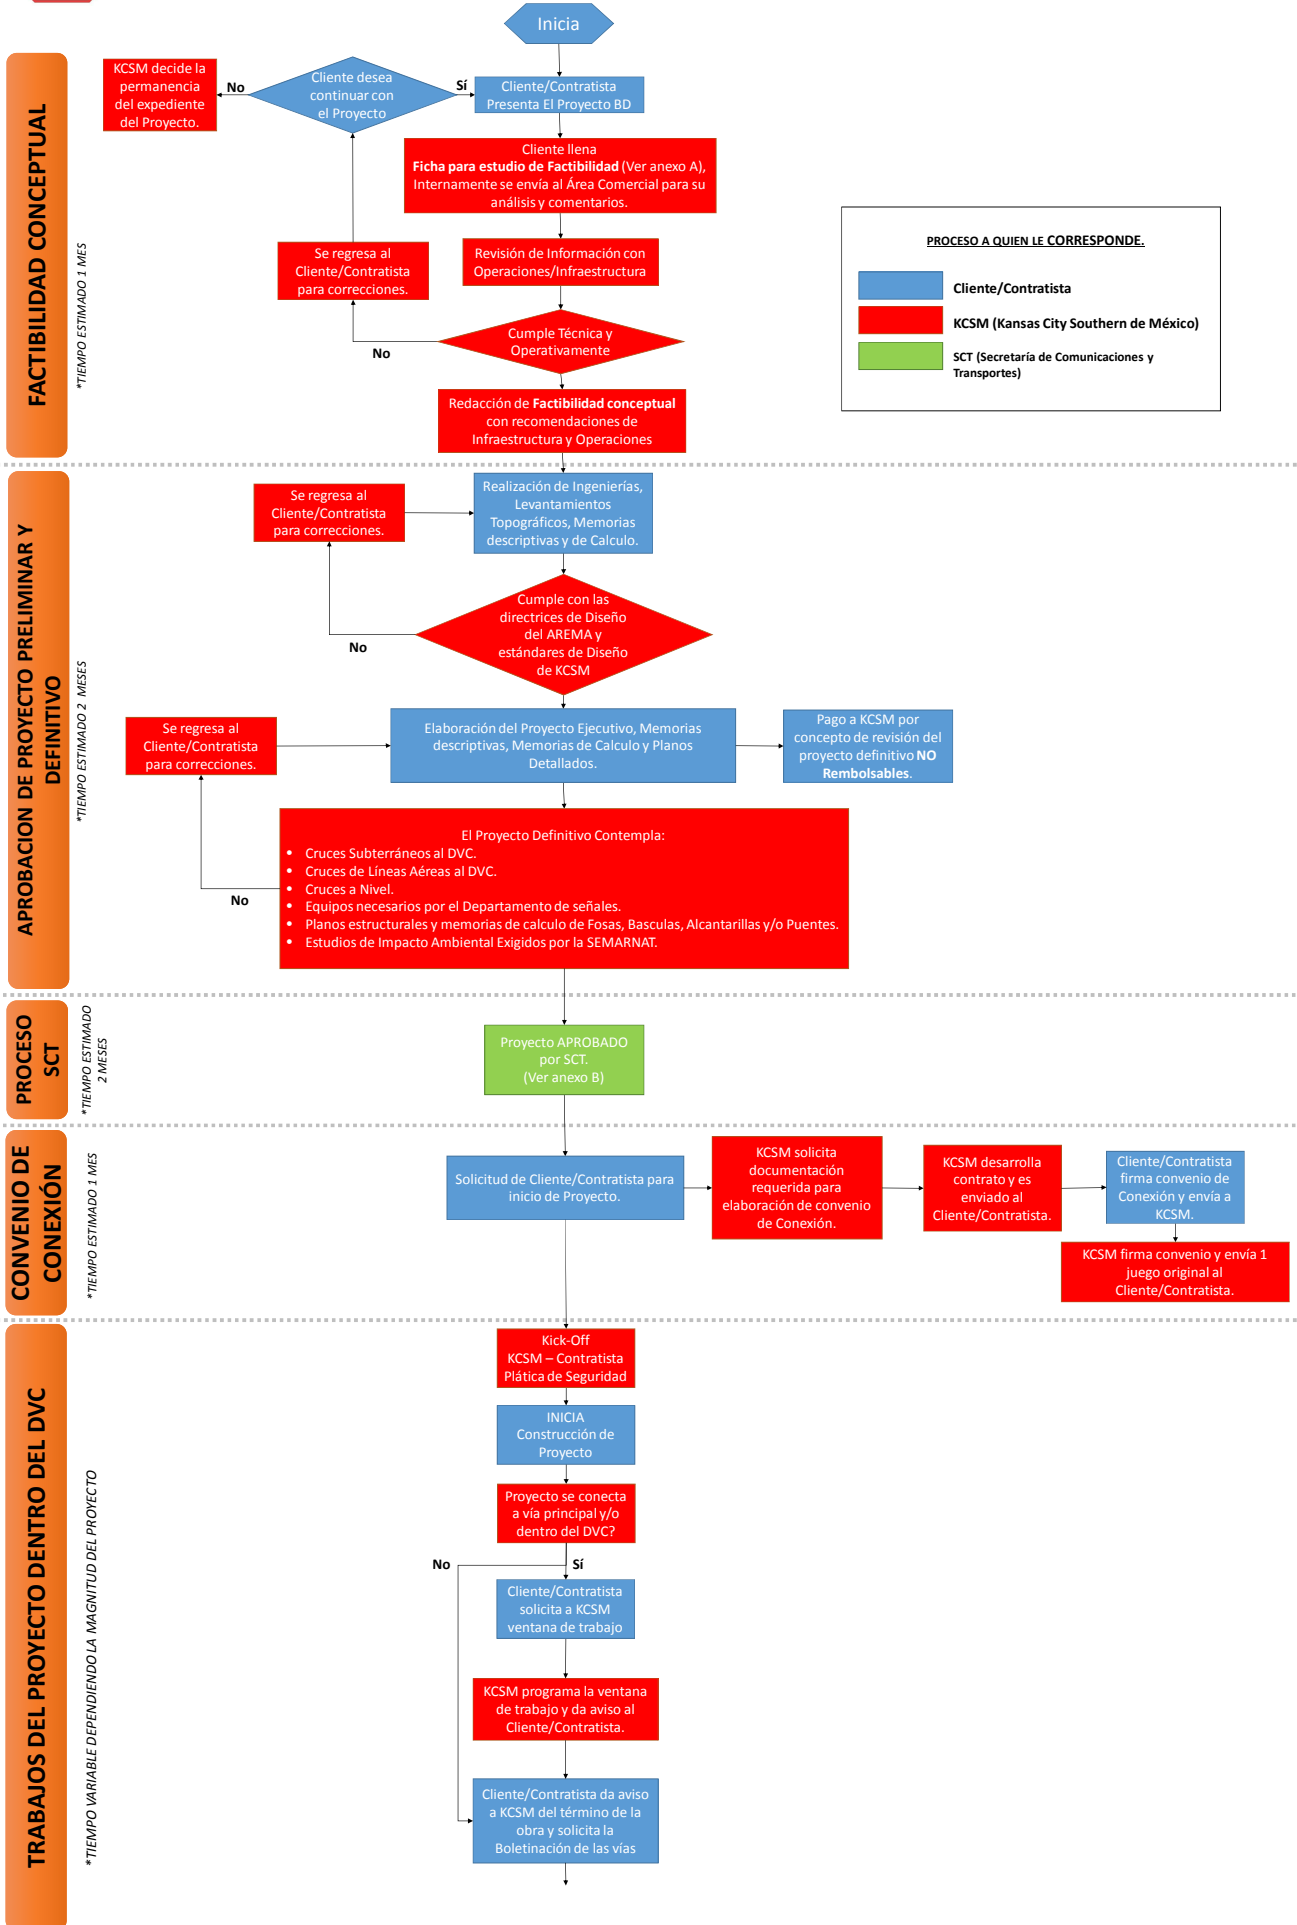 Inicia
FACTIBILIDAD CONCEPTUAL
*TIEMPO ESTIMADO 1 MES
KCSM decide la
permanencia
del expediente
del Proyecto.
No
Cliente desea
continuar con
el Proyecto
Sí
Cliente/Contratista
Presenta El Proyecto BD
Cliente llena
Ficha para estudio de Factibilidad (Ver anexo A),
Internamente se envía al Área Comercial para su
análisis y comentarios.
Se regresa al
Cliente/Contratista
para correcciones.
Revisión de Información con
Operaciones/Infraestructura
No
Cumple Técnica y
Operativamente
Redacción de Factibilidad conceptual
con recomendaciones de
Infraestructura y Operaciones
PROCESO A QUIEN LE CORRESPONDE.
Cliente/Contratista
KCSM (Kansas City Southern de México)
SCT (Secretaría de Comunicaciones y
Transportes)
APROBACION DE PROYECTO PRELIMINAR Y
DEFINITIVO
*TIEMPO ESTIMADO 2 MESES
Se regresa al
Cliente/Contratista
para correcciones.
Realización de Ingenierías,
Levantamientos
Topográficos, Memorias
descriptivas y de Calculo.
No
Cumple con las
directrices de Diseño
del AREMA y
estándares de Diseño
de KCSM
Se regresa al
Cliente/Contratista
para correcciones.
Elaboración del Proyecto Ejecutivo, Memorias
descriptivas, Memorias de Calculo y Planos
Detallados.
Pago a KCSM por
concepto de revisión del
proyecto definitivo NO
Rembolsables.
No
El Proyecto Definitivo Contempla:
• Cruces Subterráneos al DVC.
• Cruces de Líneas Aéreas al DVC.
• Cruces a Nivel.
• Equipos necesarios por el Departamento de señales.
• Planos estructurales y memorias de calculo de Fosas, Basculas, Alcantarillas y/o Puentes.
• Estudios de Impacto Ambiental Exigidos por la SEMARNAT.
PROCESO
SCT
*TIEMPO ESTIMADO
2 MESES
Proyecto APROBADO
por SCT.
(Ver anexo B)
CONVENIO DE
CONEXIÓN
*TIEMPO ESTIMADO 1 MES
Solicitud de Cliente/Contratista para
inicio de Proyecto.
KCSM solicita
documentación
requerida para
elaboración de convenio
de Conexión.
KCSM desarrolla
contrato y es
enviado al
Cliente/Contratista.
Cliente/Contratista
firma convenio de
Conexión y envía a
KCSM.
KCSM firma convenio y envía 1
juego original al
Cliente/Contratista.
TRABAJOS DEL PROYECTO DENTRO DEL DVC
*TIEMPO VARIABLE DEPENDIENDO LA MAGNITUD DEL PROYECTO
Kick-Off
KCSM – Contratista
Plática de Seguridad
INICIA
Construcción de
Proyecto
Proyecto se conecta
a vía principal y/o
dentro del DVC?
No
Sí
Cliente/Contratista
solicita a KCSM
ventana de trabajo
KCSM programa la ventana
de trabajo y da aviso al
Cliente/Contratista.
Cliente/Contratista da aviso
a KCSM del término de la
obra y solicita la
Boletinación de las vías